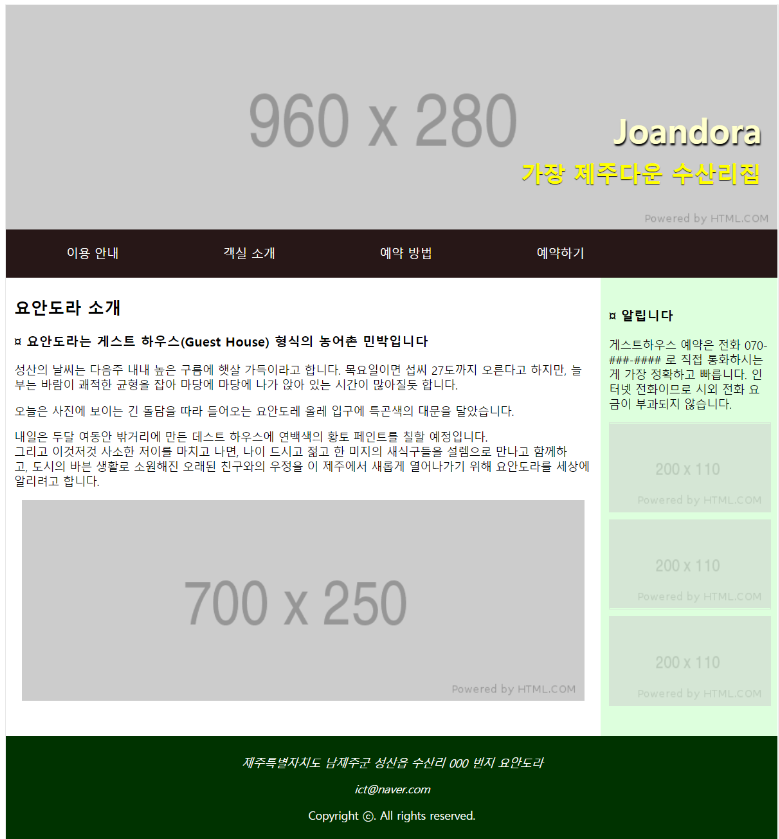 960 x 280
Joandora
가장 제주다운 수산리집
Powered by HTML.COM
이용 안내 객실 소개 예약 방법 예약하기
요안도라 소개
¤ 요안도라는 게스트 하우스(Guest House) 형식의 농어촌 민박입니다
성산의 날씨는 다음주 내내 높은 구름에 햇살 가득이라고 합니다. 목요일이면 섭씨 27도까지 오른다고 하지만, 늘
부는 바람이 쾌적한 균형을 잡아 마당에 마당에 나가 앉아 있는 시간이 많아질듯 합니다.
오늘은 사진에 보이는 긴 돌담을 따라 들어오는 요안도레 올레 입구에 특곤색의 대문을 달았습니다.
내일은 두달 여동안 밖거리에 만든 데스트 하우스에 연백색의 황토 페인트를 칠할 예정입니다.
그리고 이것저것 사소한 저이를 마치고 나면, 나이 드시고 젊고 한 미지의 새식구들을 설렘으로 만나고 함께하
고, 도시의 바쁜 생활로 소원해진 오래된 친구와의 우정을 이 제주에서 새롭게 열어나가기 위해 요안도라를 세상에
알리려고 합니다.
700 x 250
Powered by HTML.COM
¤ 알립니다
게스트하우스 예약은 전화 070-
###-#### 로 직접 통화하시는
게 가장 정확하고 빠릅니다. 인
터넷 전화이므로 시외 전화 요
금이 부과되지 않습니다.
200 x 110
Powered by HTML.COM
200 x 110
Powered by HTML.COM
200 x 110
Powered by HTML.COM
제주특별자치도 남제주군 성산읍 수산리 000 번지 요안도라
ict@naver.com
Copyright ⓒ. All rights reserved.